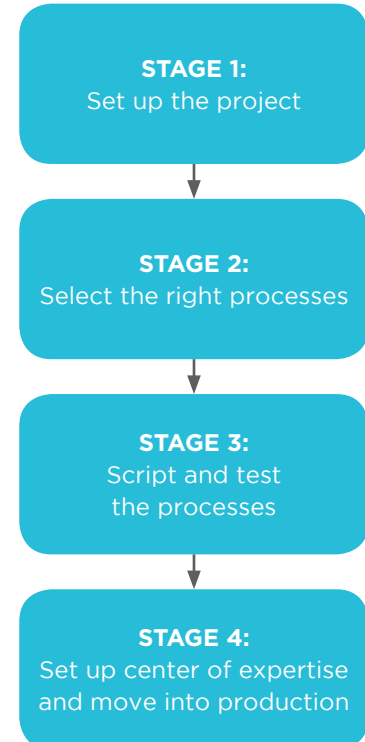 STAGE 1:
Set up the project
STAGE 2:
Select the right processes
STAGE 3:
Script and test
the processes
STAGE 4:
Set up center of expertise
and move into production